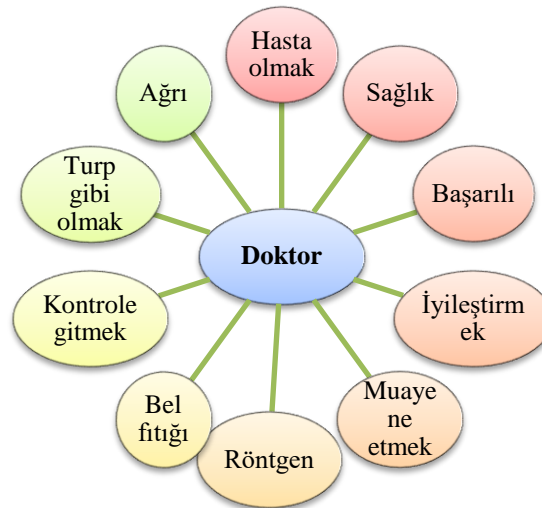 Hasta
olmak
Sağlık
Başarılı
İyileştirm
ek
Muaye
ne
etmek
Röntgen
Bel
fıtığı
Kontrole
gitmek
Turp
gibi
olmak
Ağrı
Doktor